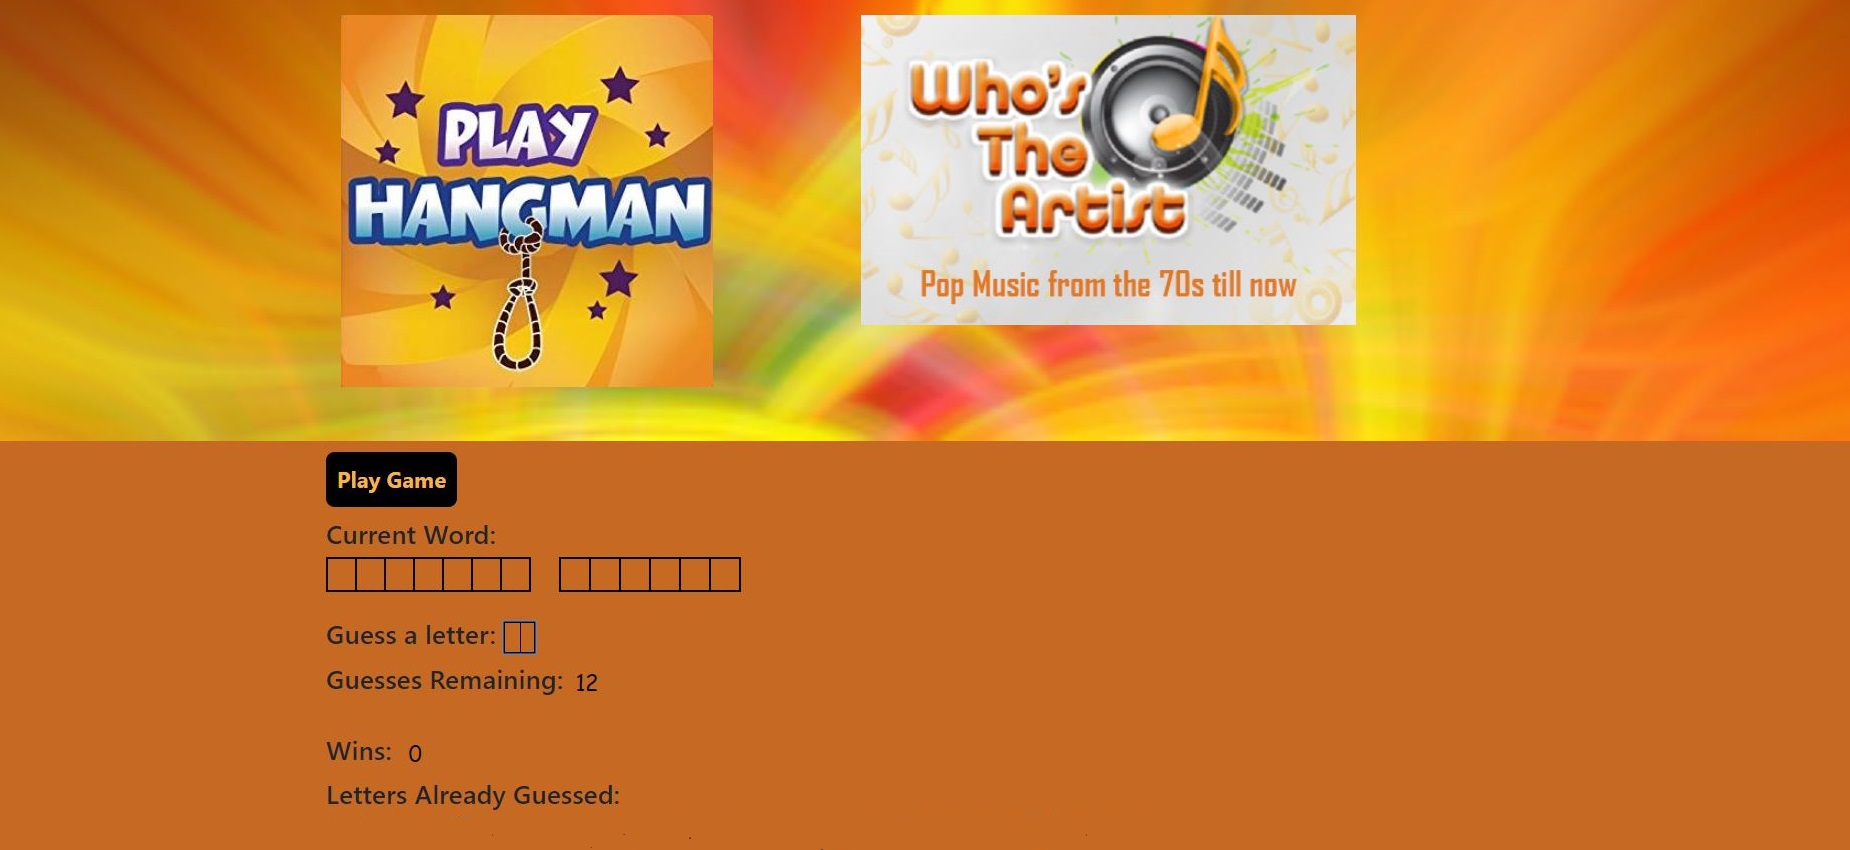 PLAY
HANGMAN
Who's
The
Artist
Pop Music from the 70s till now
Play Game
Current Word:
Guess a letter:
Guesses Remaining: 12
Wins: 0
Letters Already Guessed: